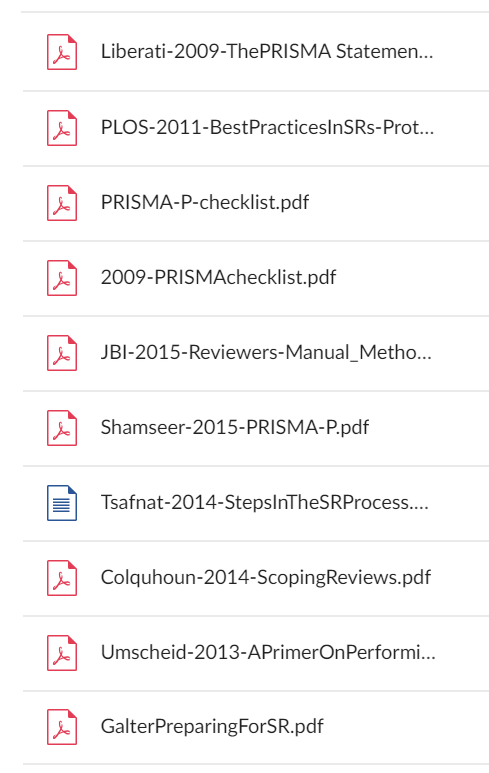 Liberati-2009-ThePRISMA Statemen...
PLOS-2011-BestPracticesInSRs-Prot...
PRISMA-P-checklist.pdf
2009-PRISMAchecklist.pdf
JBI-2015-Reviewers-Manual_Metho...
Shamseer-2015-PRISMA-P.pdf
Tsafnat-2014-StepsInTheSRProcess....
Colquhoun-2014-ScopingReviews.pdf
Umscheid-2013-APrimerOnPerformi...
GalterPreparingForSR.pdf